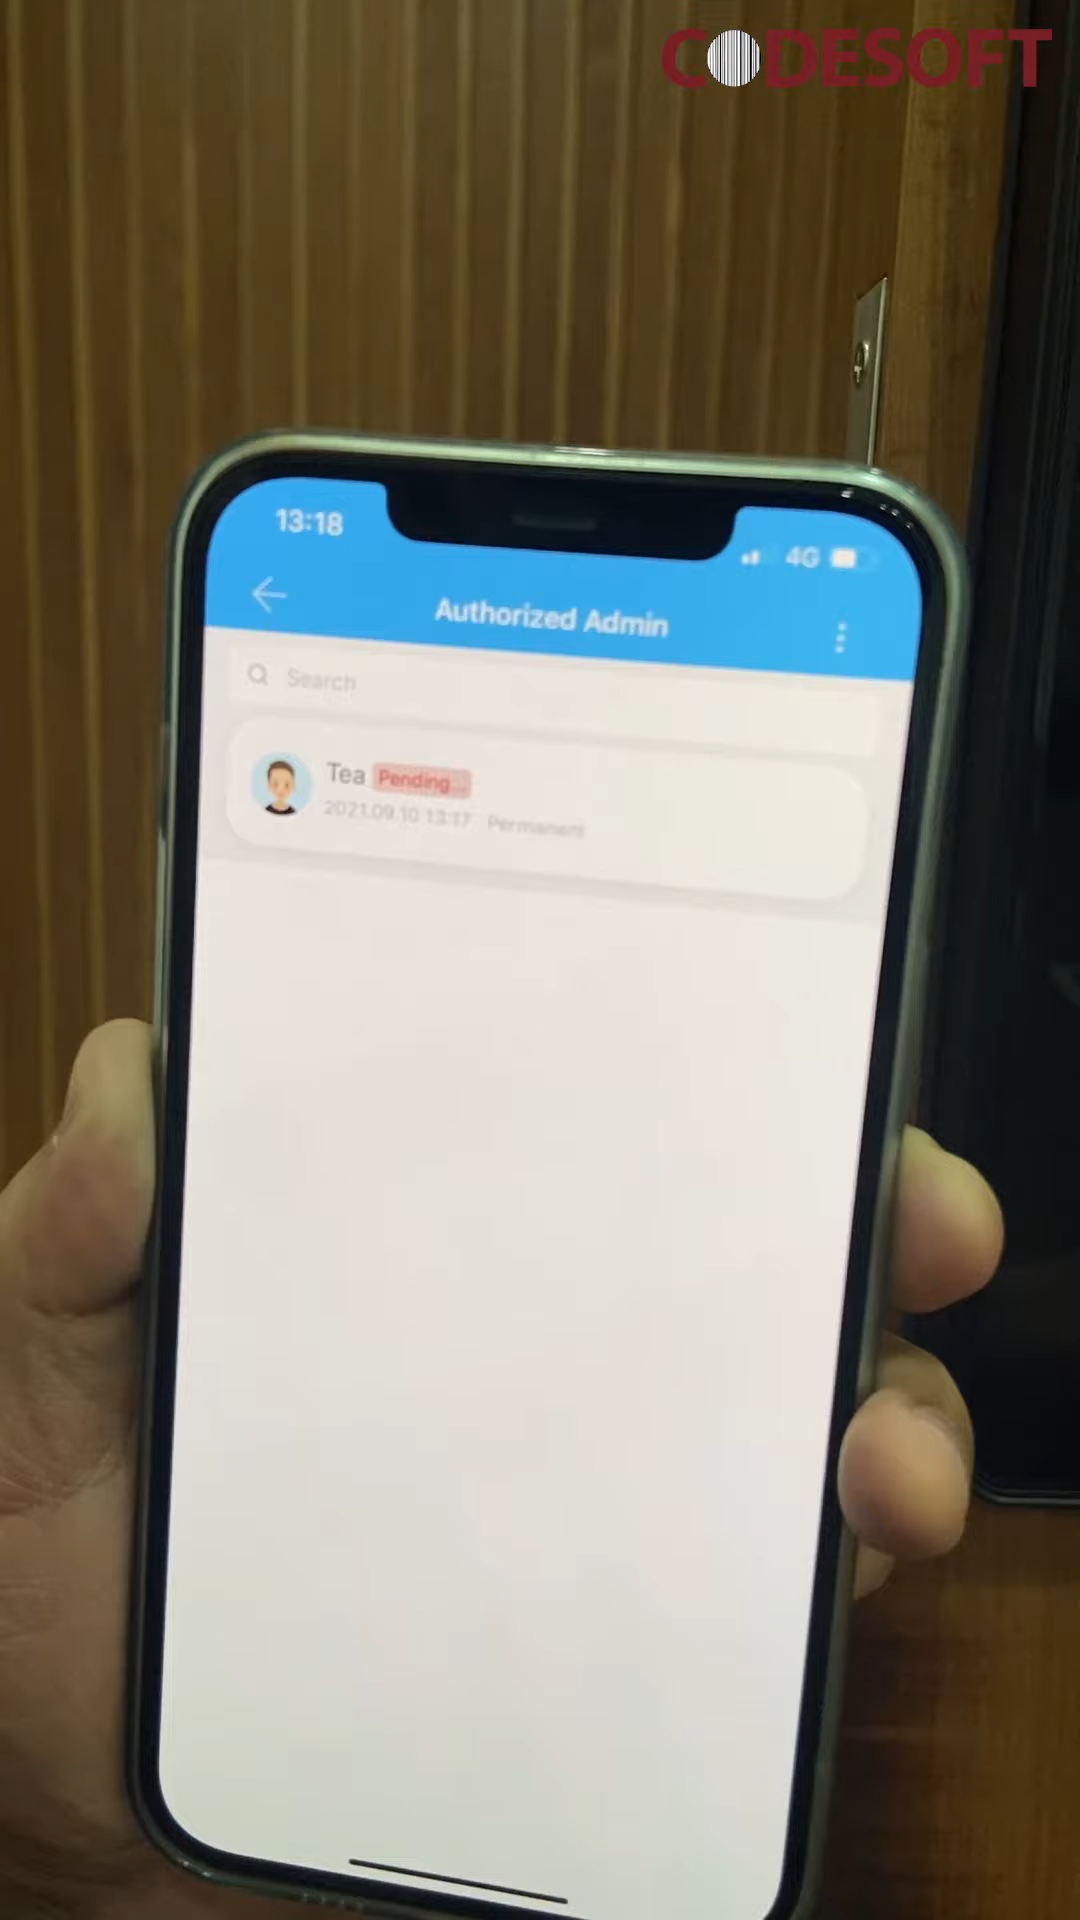 CODESOFT
13:18
4G
Authorized Admin
Search
Tea Pending...
2021.09.10 13:17 Permanent